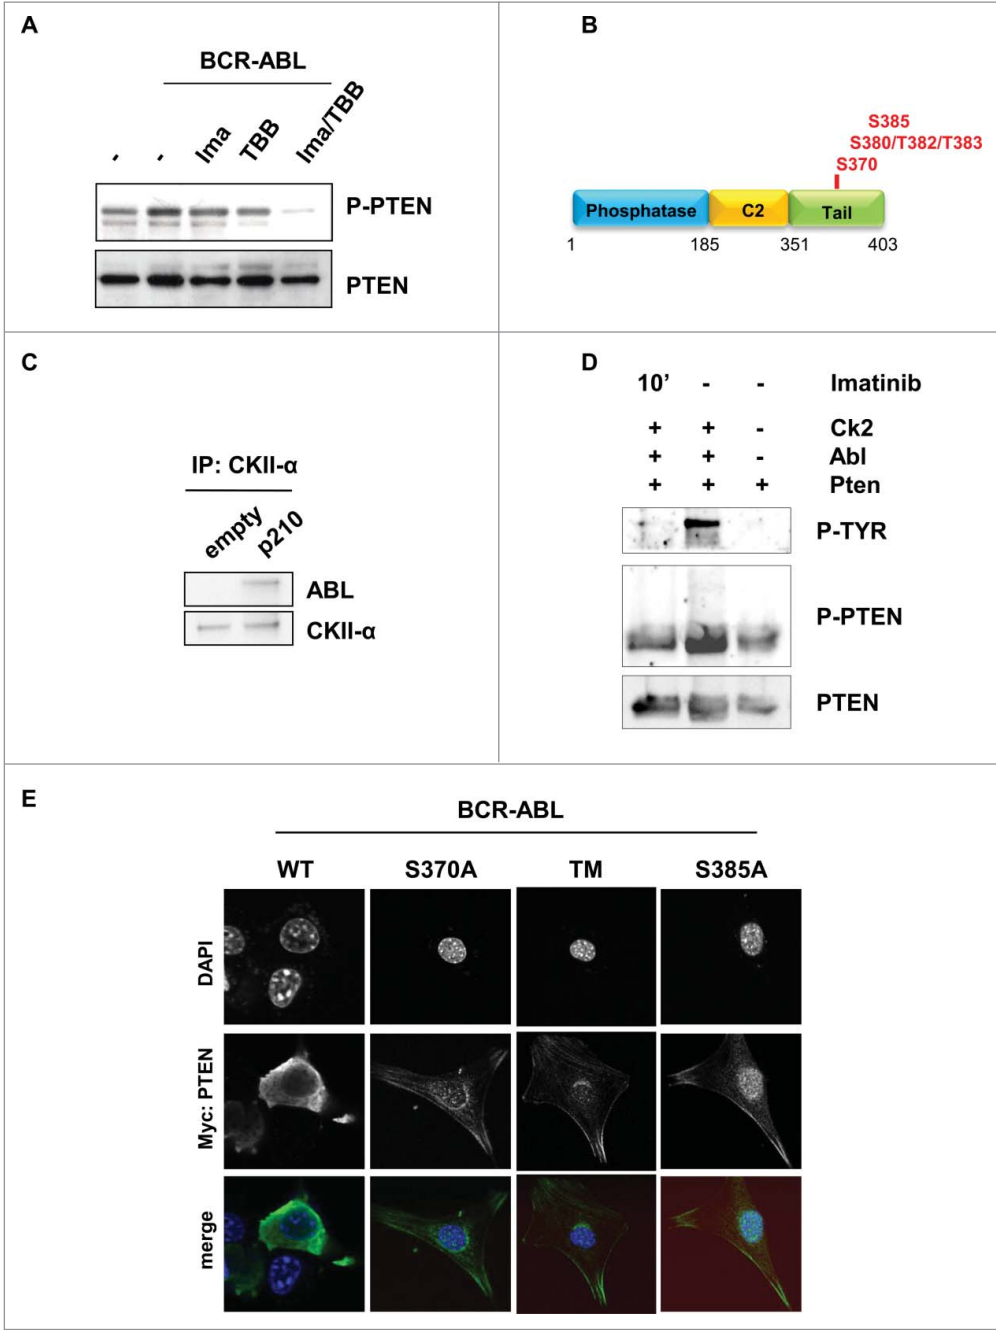 A
BCR-ABL
- - Ima TBB Ima/TBB
P-PTEN
PTEN
B
S385
S380/T382/T383
S370
Phosphatase C2 Tail
1 185 351 403
C
IP: CKII-α
empty p210
ABL
CKII-α
D
10’ - - Imatinib
+ + - Ck2
+ + - Abl
+ + + Pten
P-TYR
P-PTEN
PTEN
E
BCR-ABL
WT S370A TM S385A
DAPI
Myc: PTEN
merge